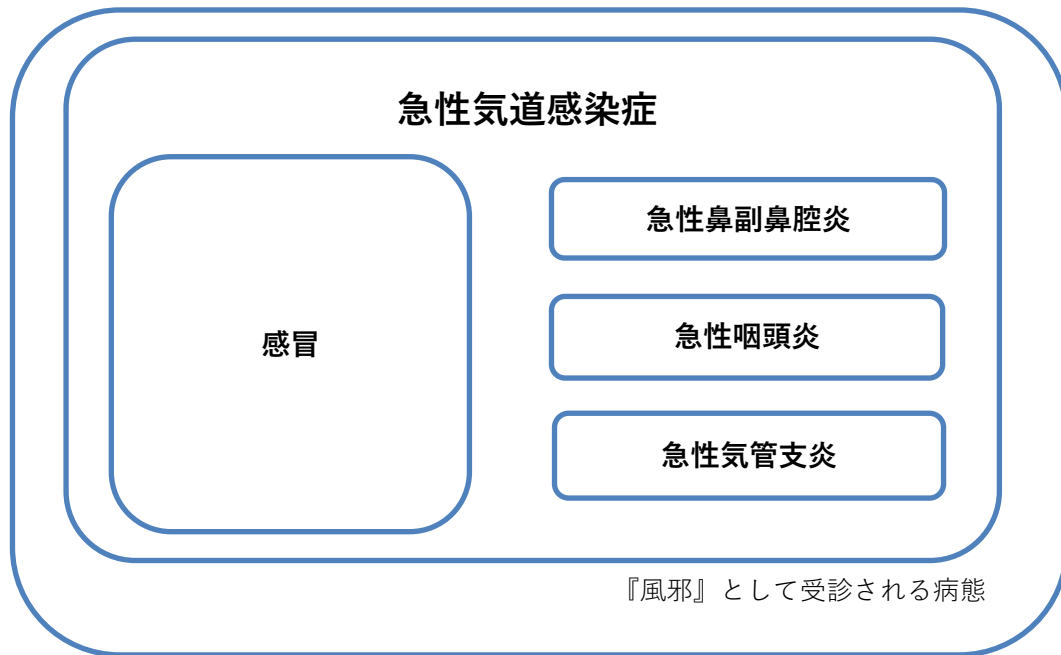 急性気道感染症
感冒
急性鼻副鼻腔炎
急性咽頭炎
急性気管支炎
『風邪』として受診される病態